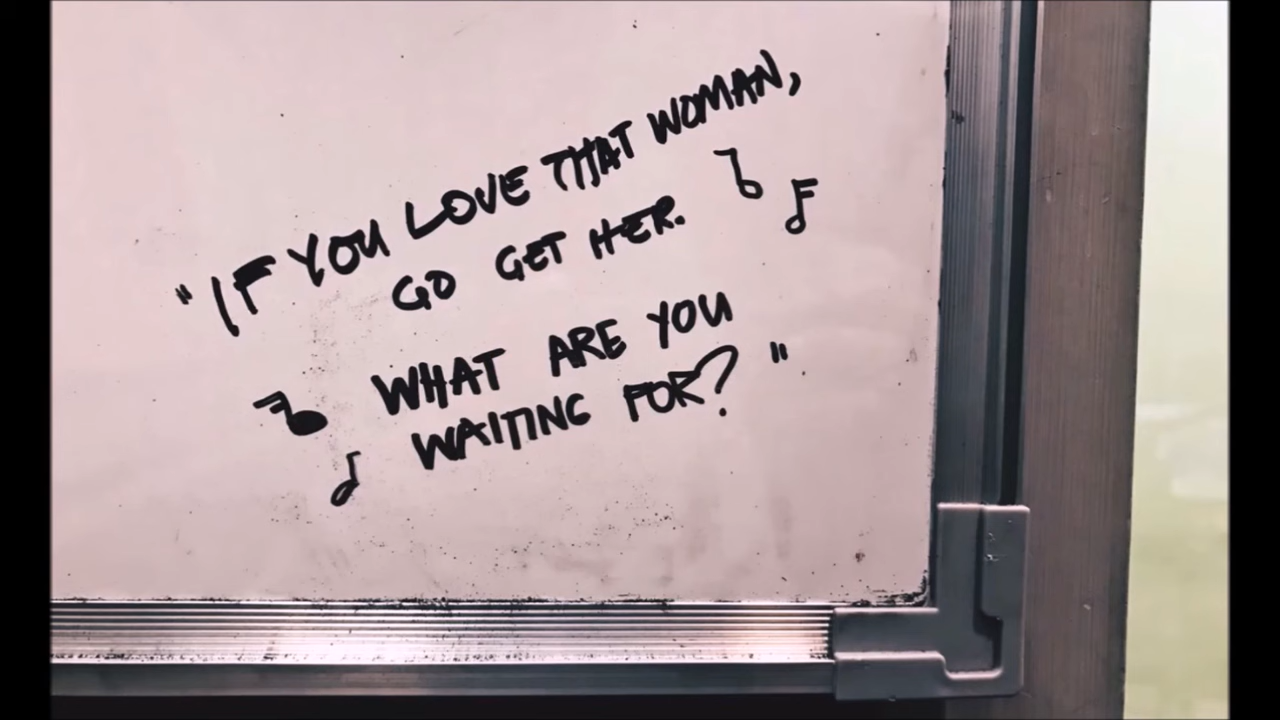 "IF YOU LOVE THAT WOMAN,
GO GET HER.
WHAT ARE YOU
WAITING FOR?"